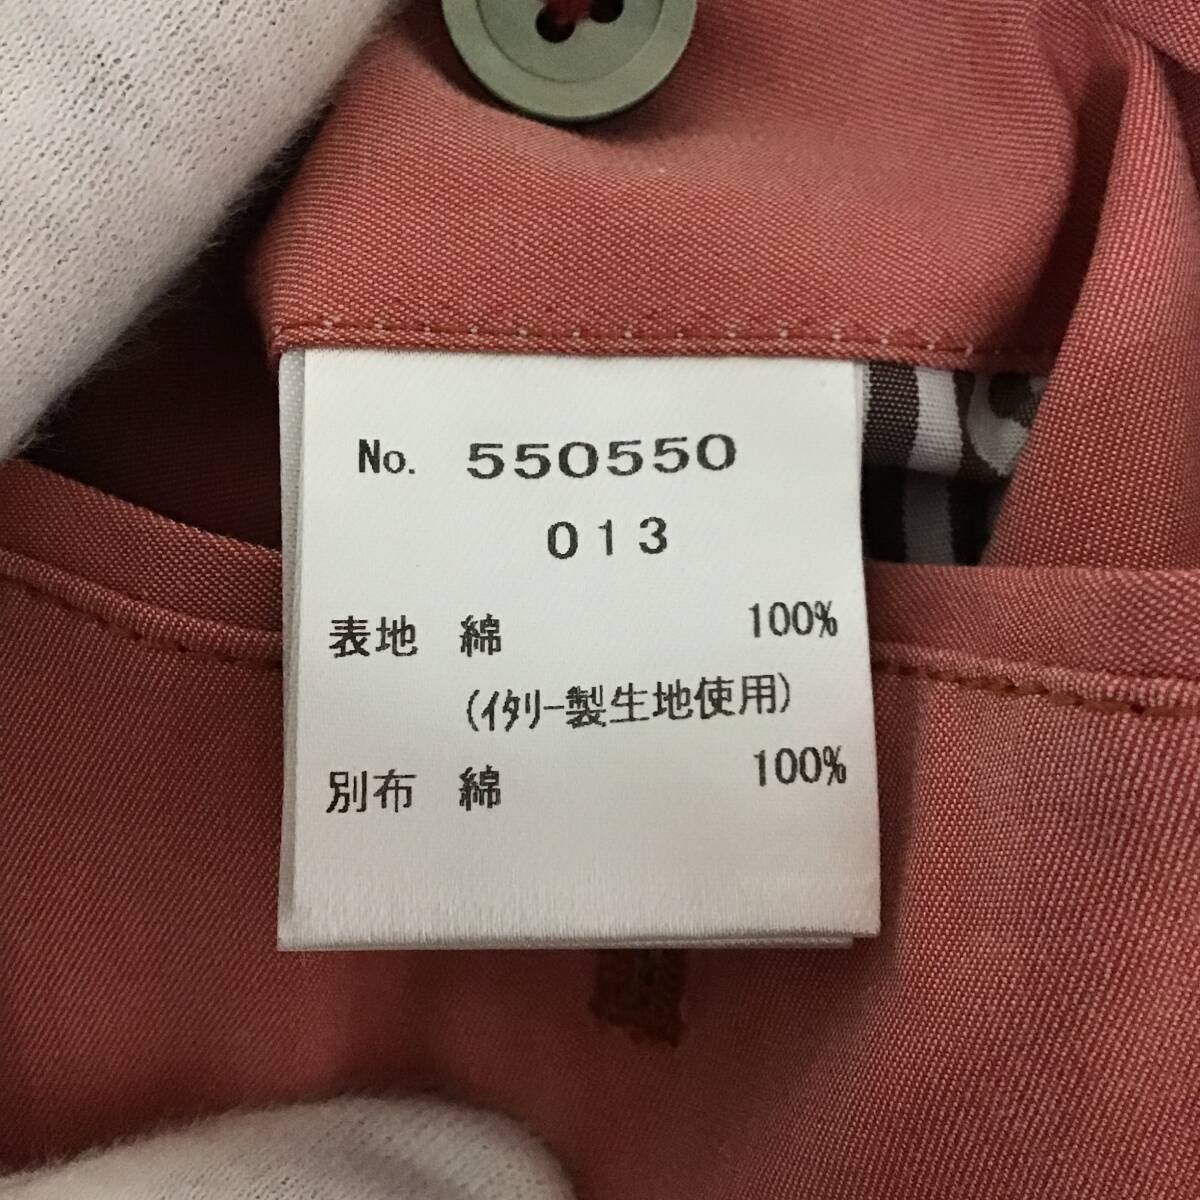 No. 550550
013
表地 綿 100%
(ｲﾀﾘｰ製生地使用)
別布 綿 100%